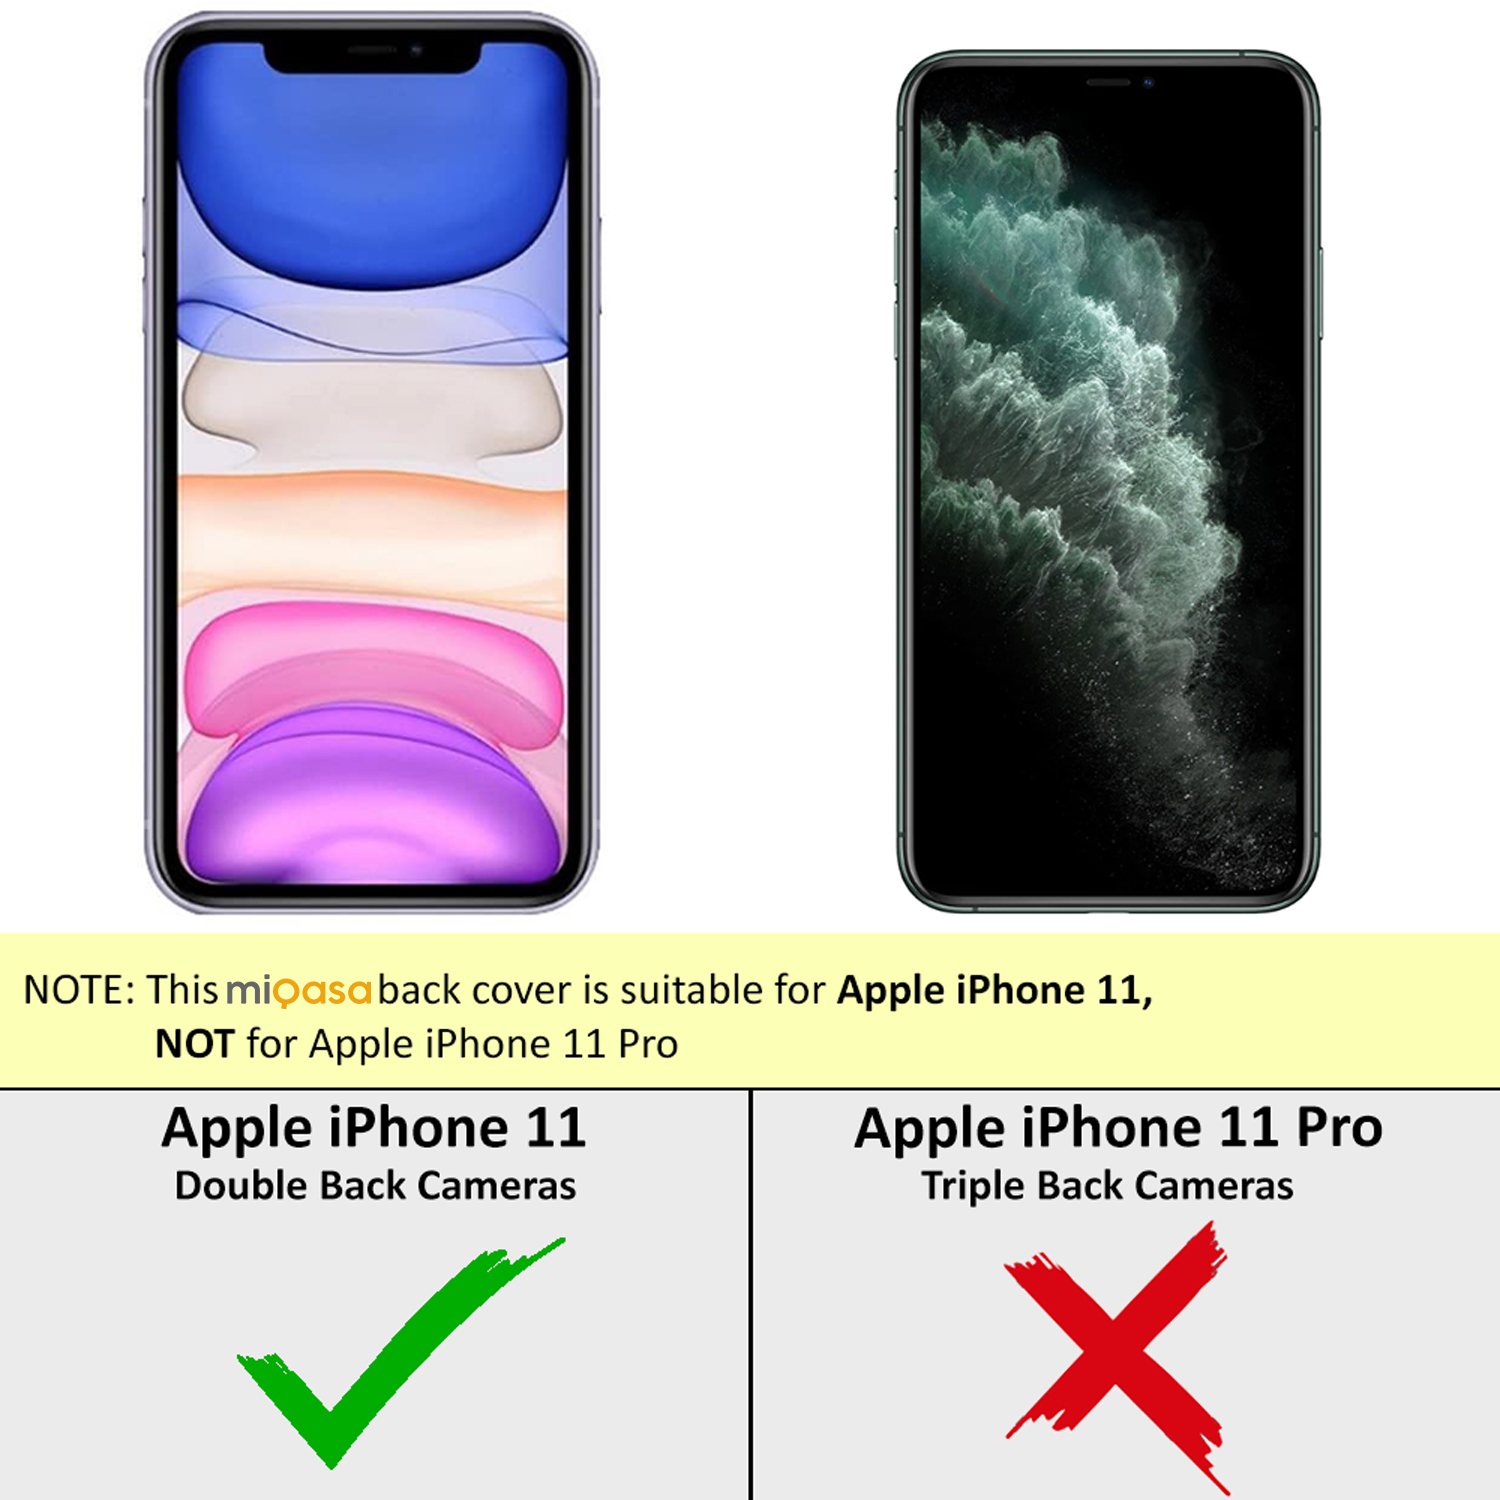 NOTE: This miQasa back cover is suitable for Apple iPhone 11,
NOT for Apple iPhone 11 Pro
Apple iPhone 11
Double Back Cameras
Apple iPhone 11 Pro
Triple Back Cameras